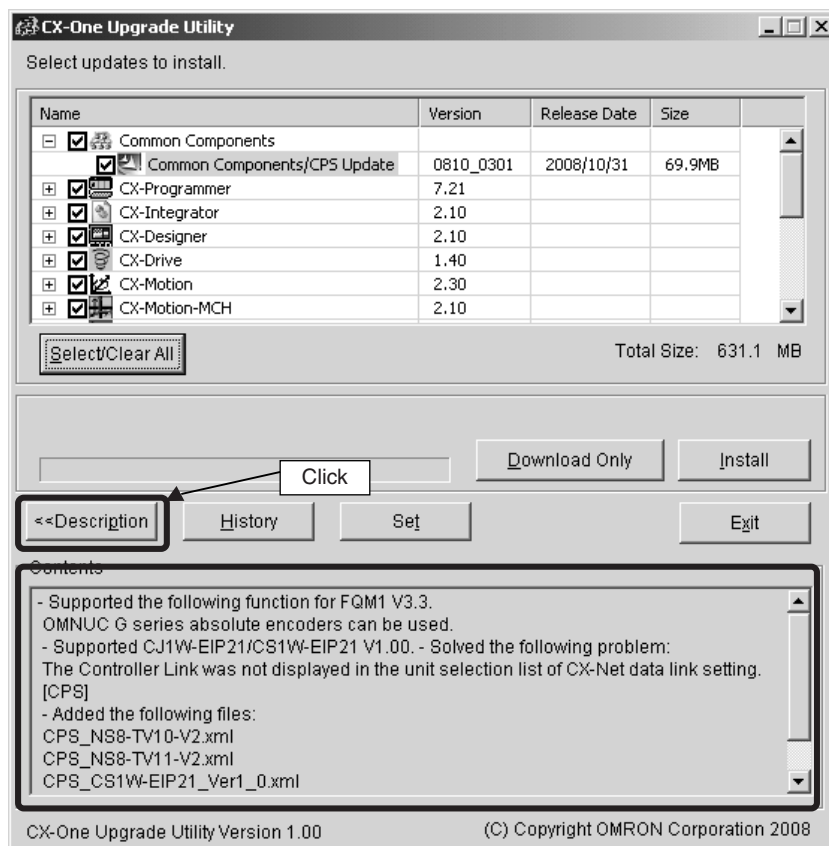 CX-One Upgrade Utility
Select updates to install.
Name Version Release Date Size
Common Components
Common Components/CPS Update 0810_0301 2008/10/31 69.9MB
CX-Programmer 7.21
CX-Integrator 2.10
CX-Designer 2.10
CX-Drive 1.40
CX-Motion 2.30
CX-Motion-MCH 2.10
Select/Clear All Total Size: 631.1 MB
Download Only Install
Click
<<Description History Set Exit
Contents
- Supported the following function for FQM1 V3.3.
OMNUC G series absolute encoders can be used.
- Supported CJ1W-EIP21/CS1W-EIP21 V1.00. - Solved the following problem:
The Controller Link was not displayed in the unit selection list of CX-Net data link setting.
[CPS]
- Added the following files:
CPS_NS8-TV10-V2.xml
CPS_NS8-TV11-V2.xml
CPS_CS1W-EIP21_Ver1_0.xml
CX-One Upgrade Utility Version 1.00 (C) Copyright OMRON Corporation 2008